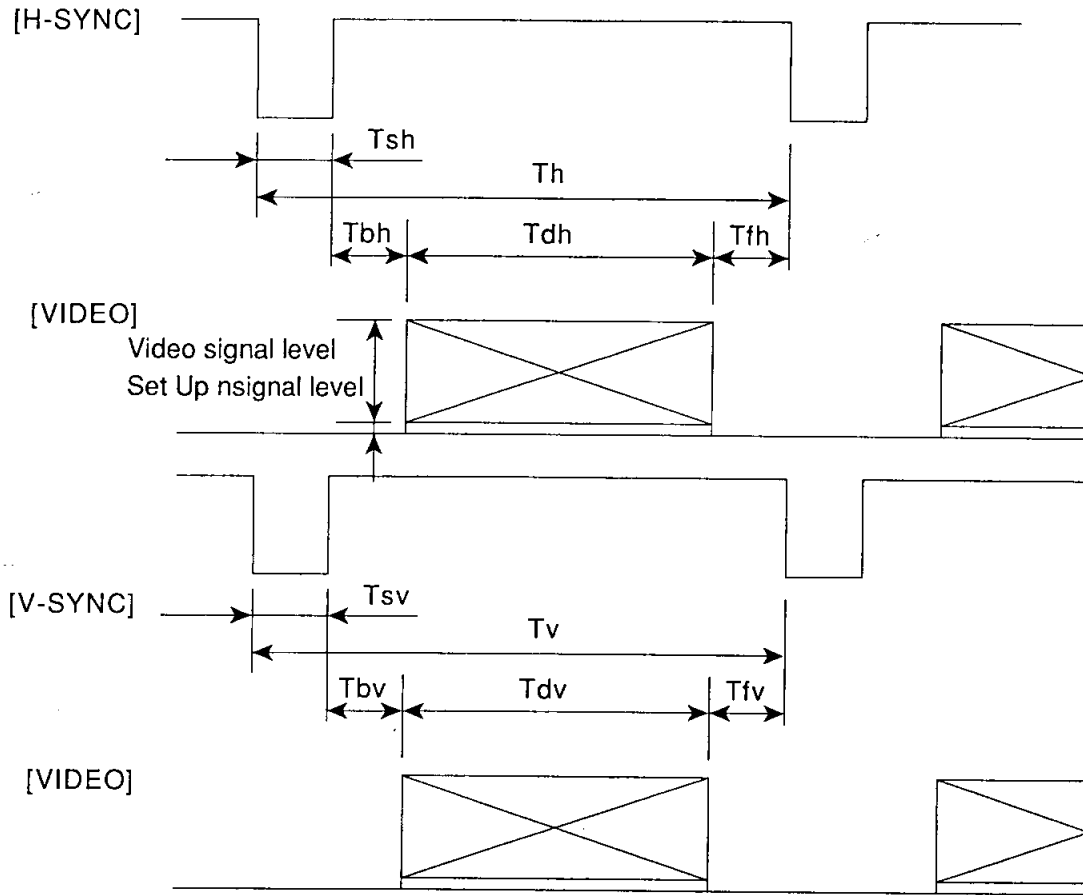 [H-SYNC]
Tsh
Th
Tbh Tdh Tfh
[VIDEO]
Video signal level
Set Up nsignal level
[V-SYNC]
Tsv
Tv
Tbv Tdv Tfv
[VIDEO]